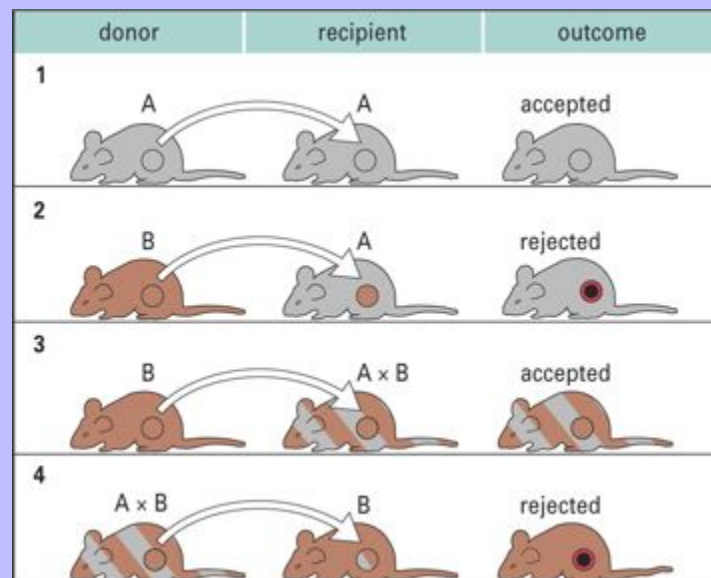 donor recipient outcome
1
A A accepted
2
B A rejected
3
B A × B accepted
4
A × B B rejected